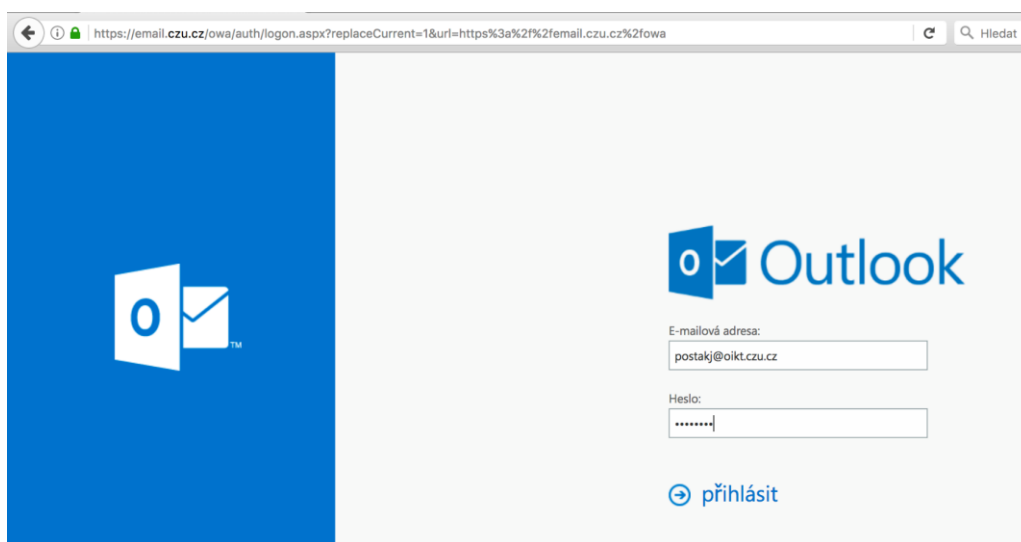 https://email.czu.cz/owa/auth/logon.aspx?replaceCurrent=1&url=https%3a%2f%2femail.czu.cz%2fowa
Hledat
Outlook
E-mailová adresa:
postakj@oikt.czu.cz
Heslo:
••••••••
přihlásit
O
TM